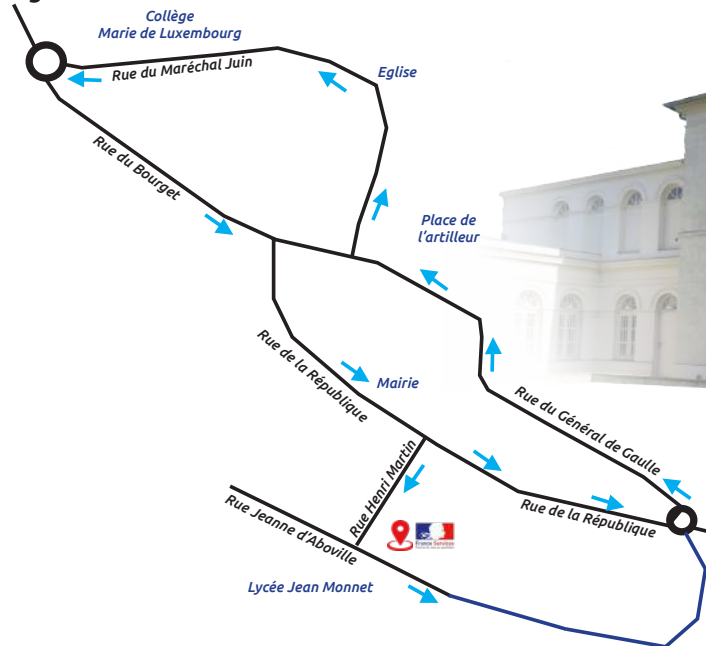 Collège
Marie de Luxembourg
Rue du Maréchal Juin
Eglise
Rue du Bourget
Place de
l'artilleur
Rue de la République
Mairie
Rue du Général de Gaulle
Rue Henri Martin
Rue de la République
Rue Jeanne d'Aboville
France Services
Lycée Jean Monnet